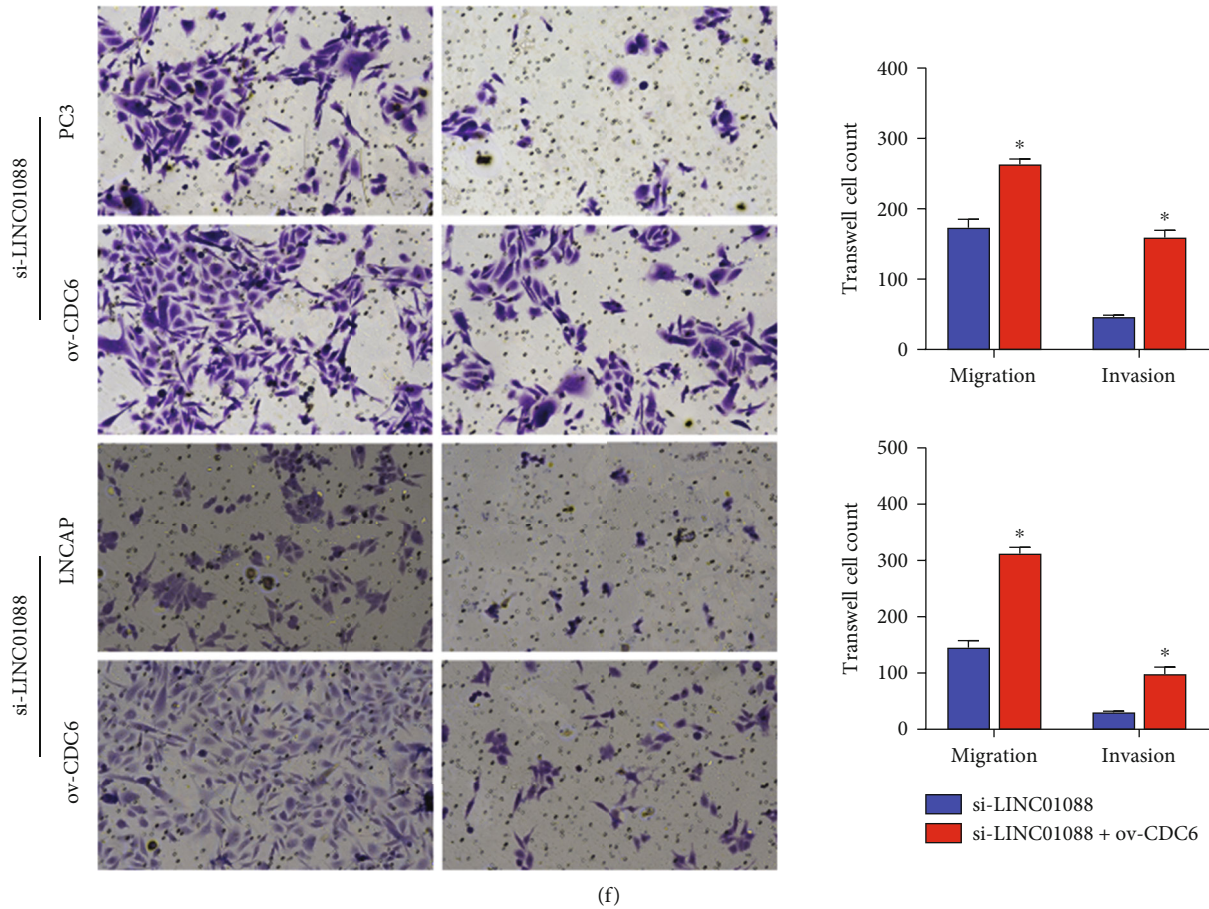 si-LINC01088
PC3
ov-CDC6
si-LINC01088
LNCAP
ov-CDC6
Transwell cell count
400
300
200
100
0
*
*
Migration
Invasion
Transwell cell count
500
400
300
200
100
0
*
*
Migration
Invasion
si-LINC01088
si-LINC01088 + ov-CDC6
(f)